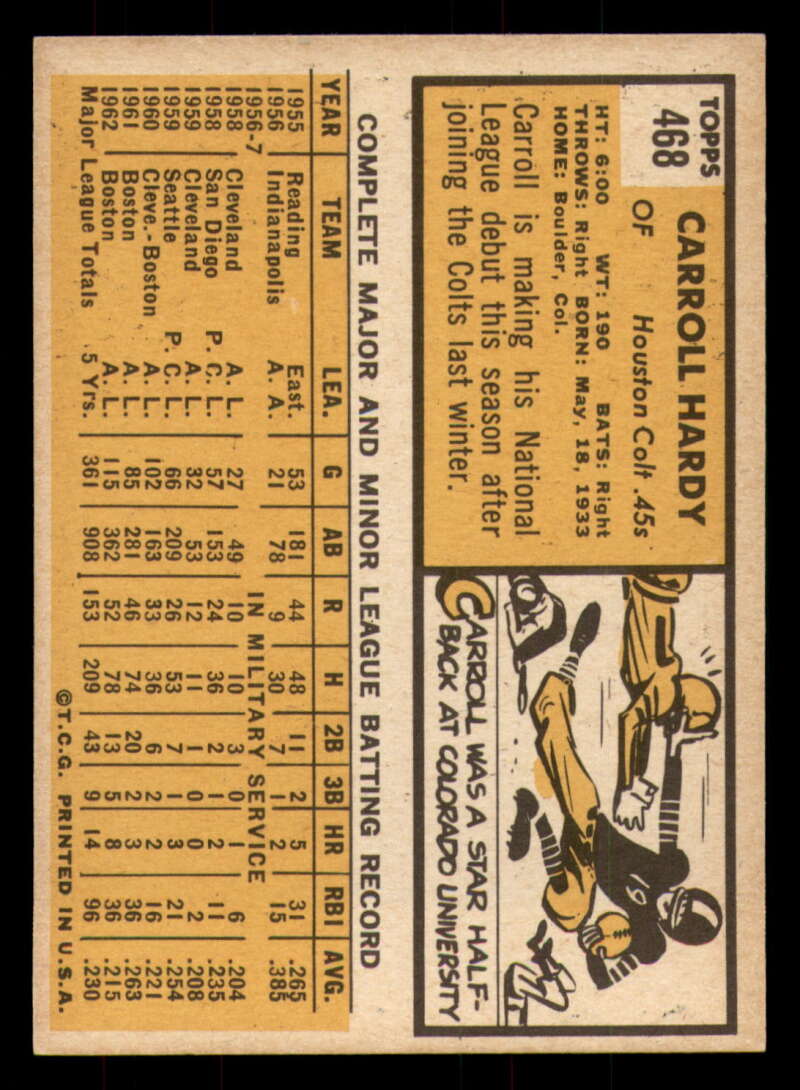 TOPPS
468
CARROLL HARDY
OF Houston Colt .45s
HT: 6:00 WT: 190 BATS: Right
THROWS: Right BORN: May, 18, 1933
HOME: Boulder, Col.
Carroll is making his National
League debut this season after
joining the Colts last winter.
CARROLL WAS A STAR HALF-
BACK AT COLORADO UNIVERSITY
COMPLETE MAJOR AND MINOR LEAGUE BATTING RECORD
YEAR TEAM LEA. G AB R H 2B 3B HR RBI AVG.
1955 Reading East. 53 181 44 48 11 2 5 31 .265
1956 Indianapolis A. A. 21 78 9 30 7 1 2 15 .385
1956-7 IN MILITARY SERVICE
1958 Cleveland A. L. 27 49 10 10 3 0 1 6 .204
1958 San Diego P. C. L. 57 153 24 36 2 1 2 11 .235
1959 Cleveland A. L. 32 53 12 11 1 0 0 2 .208
1959 Seattle P. C. L. 66 209 26 53 7 1 3 21 .254
1960 Cleve.-Boston A. L. 102 163 33 36 6 2 2 16 .221
1961 Boston A. L. 85 281 46 74 20 2 3 36 .263
1962 Boston A. L. 115 362 52 78 13 5 8 36 .215
Major League Totals 5 Yrs. 361 908 153 209 43 9 14 96 .230
©T.C.G. PRINTED IN U.S.A.